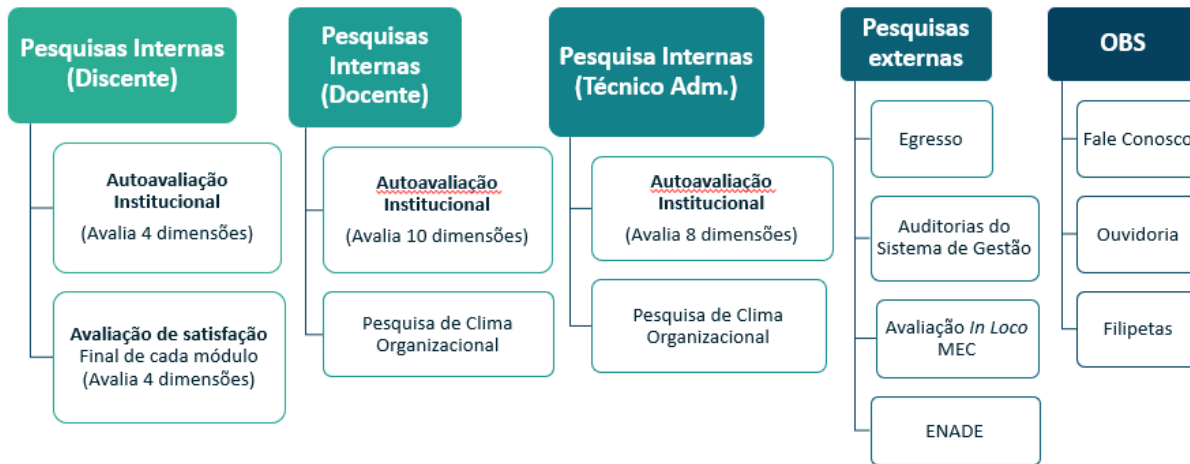 Pesquisas Internas
(Discente)
Autoavaliação
Institucional
(Avalia 4 dimensões)
Avaliação de satisfação
Final de cada módulo
(Avalia 4 dimensões)
Pesquisas
Internas
(Docente)
Autoavaliação
Institucional
(Avalia 10 dimensões)
Pesquisa de Clima
Organizacional
Pesquisa Internas
(Técnico Adm.)
Autoavaliação
Institucional
(Avalia 8 dimensões)
Pesquisa de Clima
Organizacional
Pesquisas
externas
Egresso
Auditorias do
Sistema de Gestão
Avaliação In Loco
MEC
ENADE
OBS
Fale Conosco
Ouvidoria
Filipetas